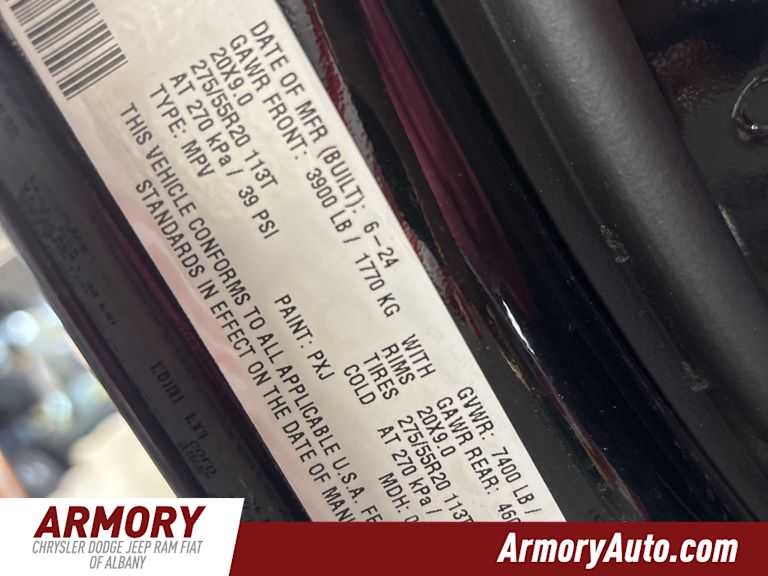 DATE OF MFR (BUILT): 6-24
GVWR: 7400 LB /
GAWR FRONT: 3900 LB / 1770 KG
WITH
GAWR REAR:
20X9.0
RIMS
20X9.0
275/55R20 113T
TIRES
275/55R20 113T
AT 270 kPa / 39 PSI
COLD
AT 270 kPa /
TYPE: MPV
PAINT: PXJ
MDH:
THIS VEHICLE CONFORMS TO ALL APPLICABLE U.S.A.
STANDARDS IN EFFECT ON THE DATE OF
ARMORY
CHRYSLER DODGE JEEP RAM FIAT
OF ALBANY
ArmoryAuto.com